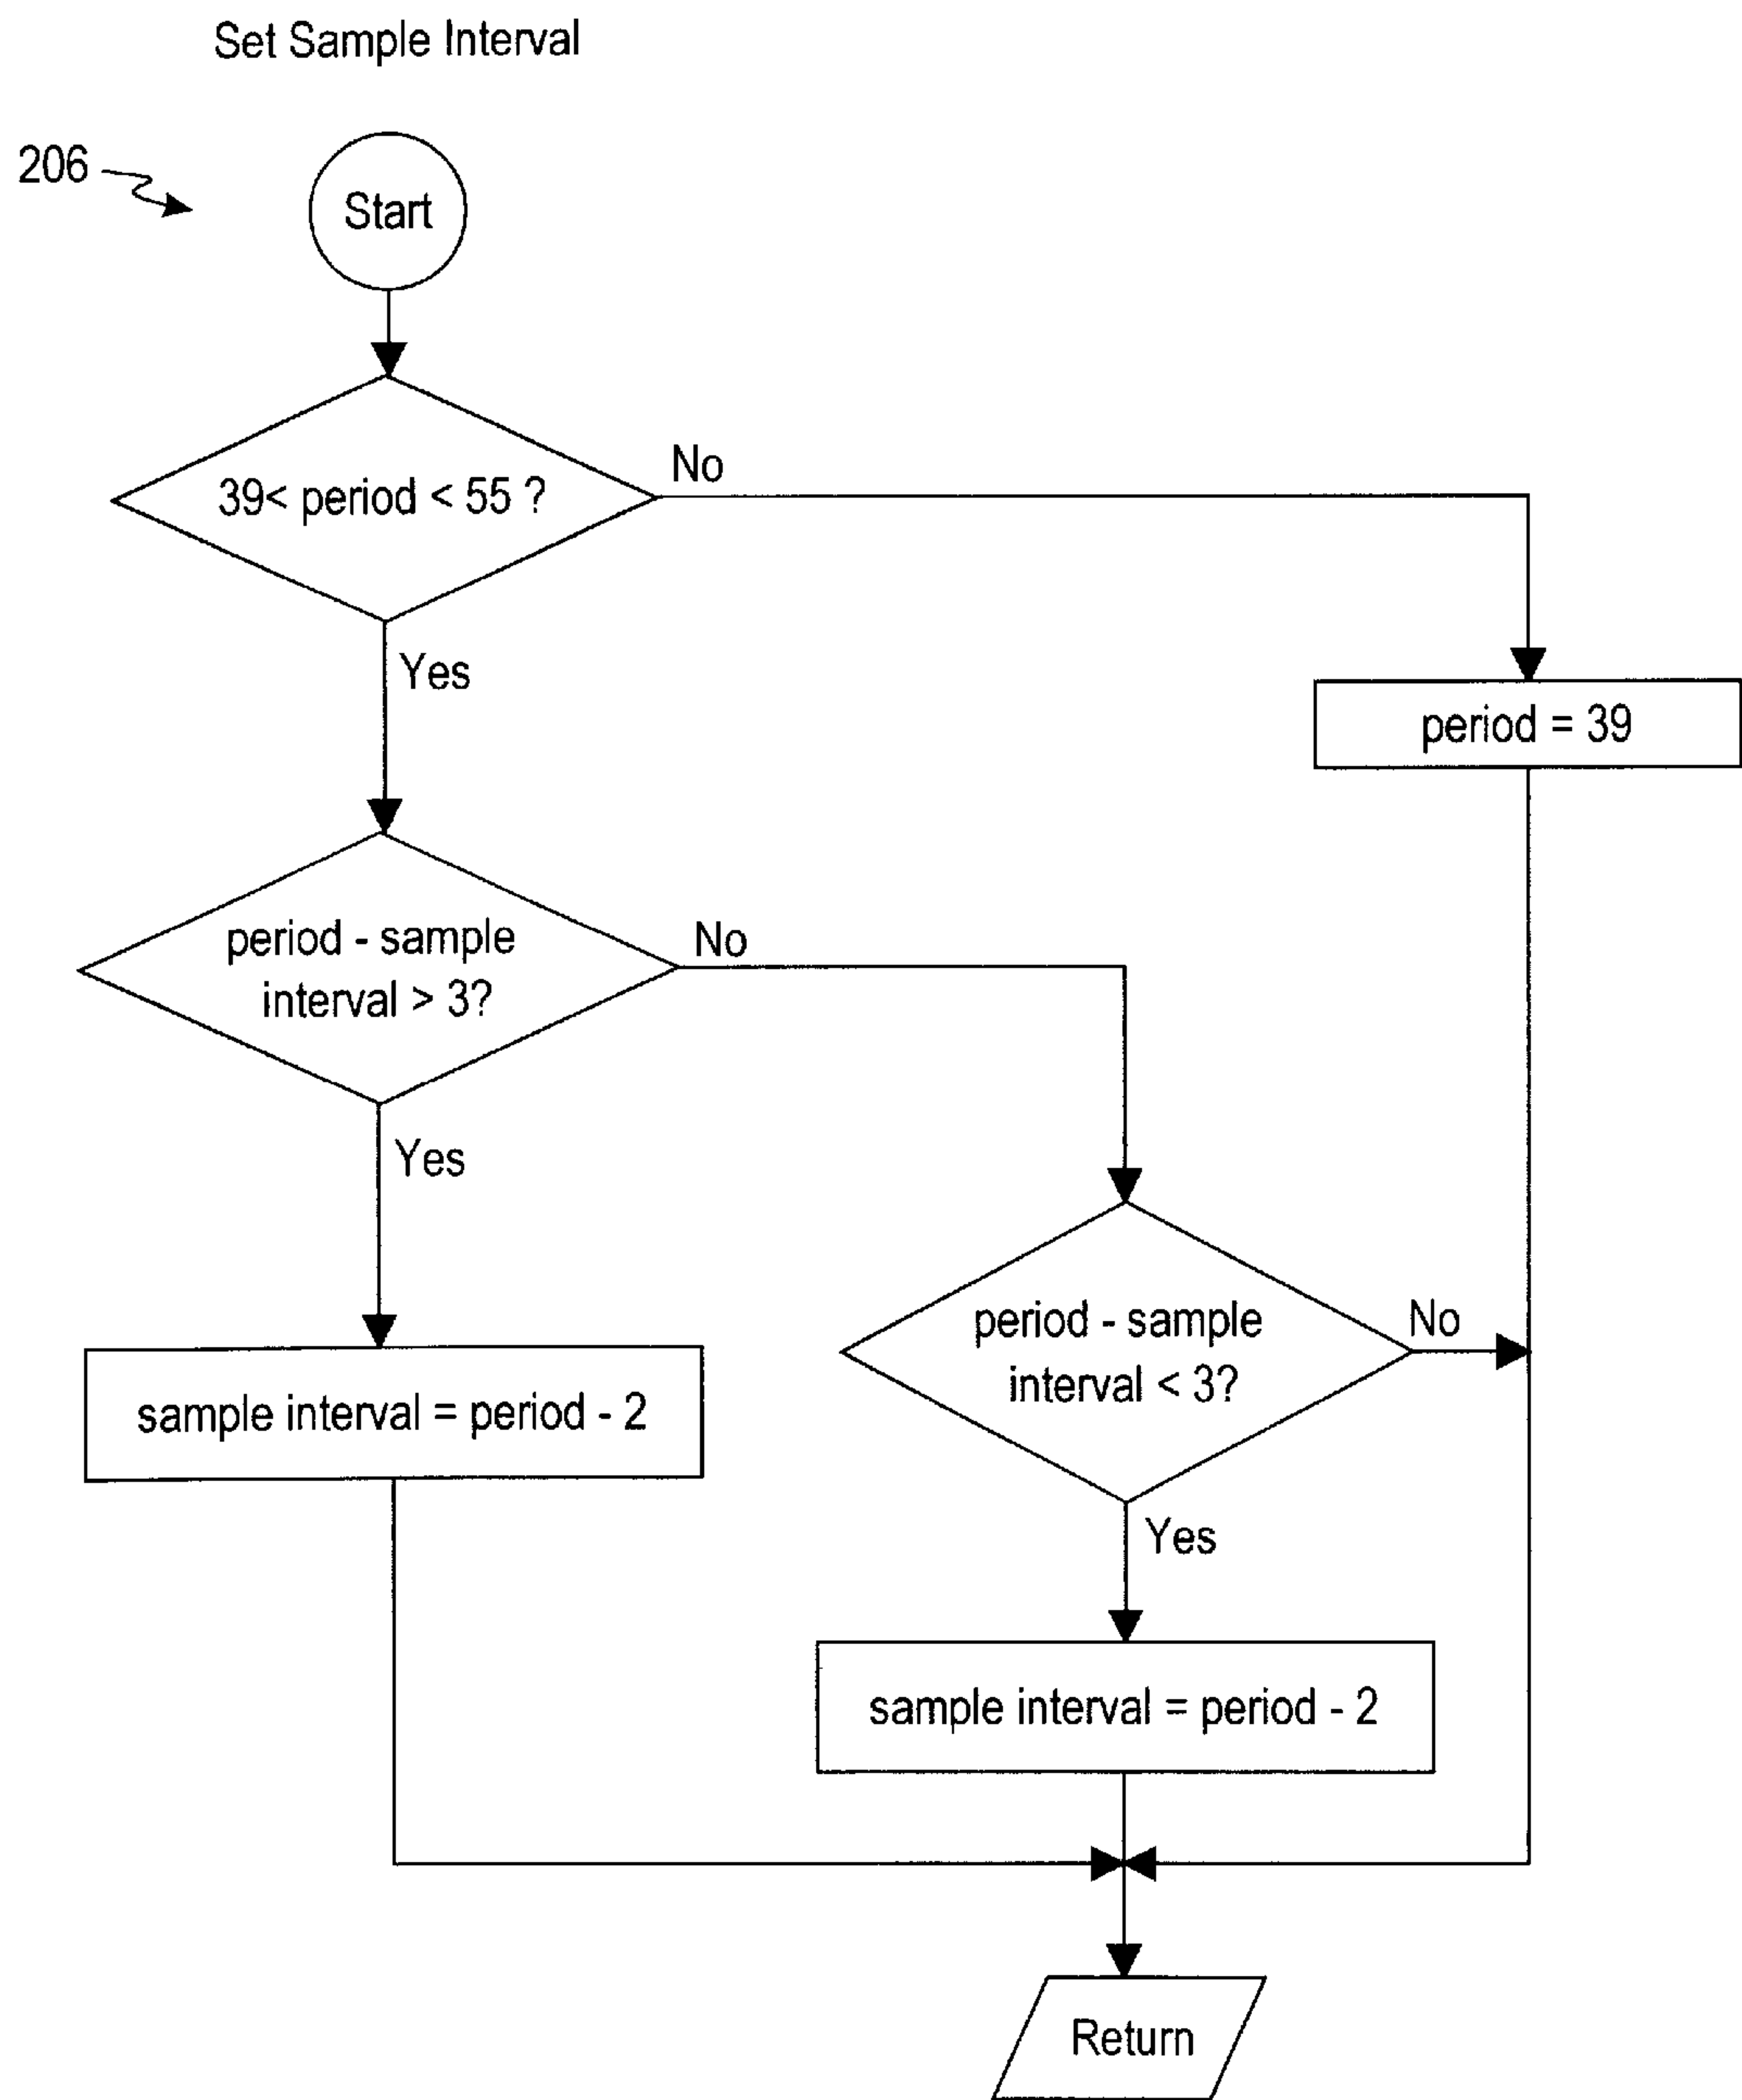 Set Sample Interval
206
Start
39< period < 55 ?
No
Yes
period = 39
period - sample
interval > 3?
No
Yes
period - sample
interval < 3?
No
sample interval = period - 2
Yes
sample interval = period - 2
Return